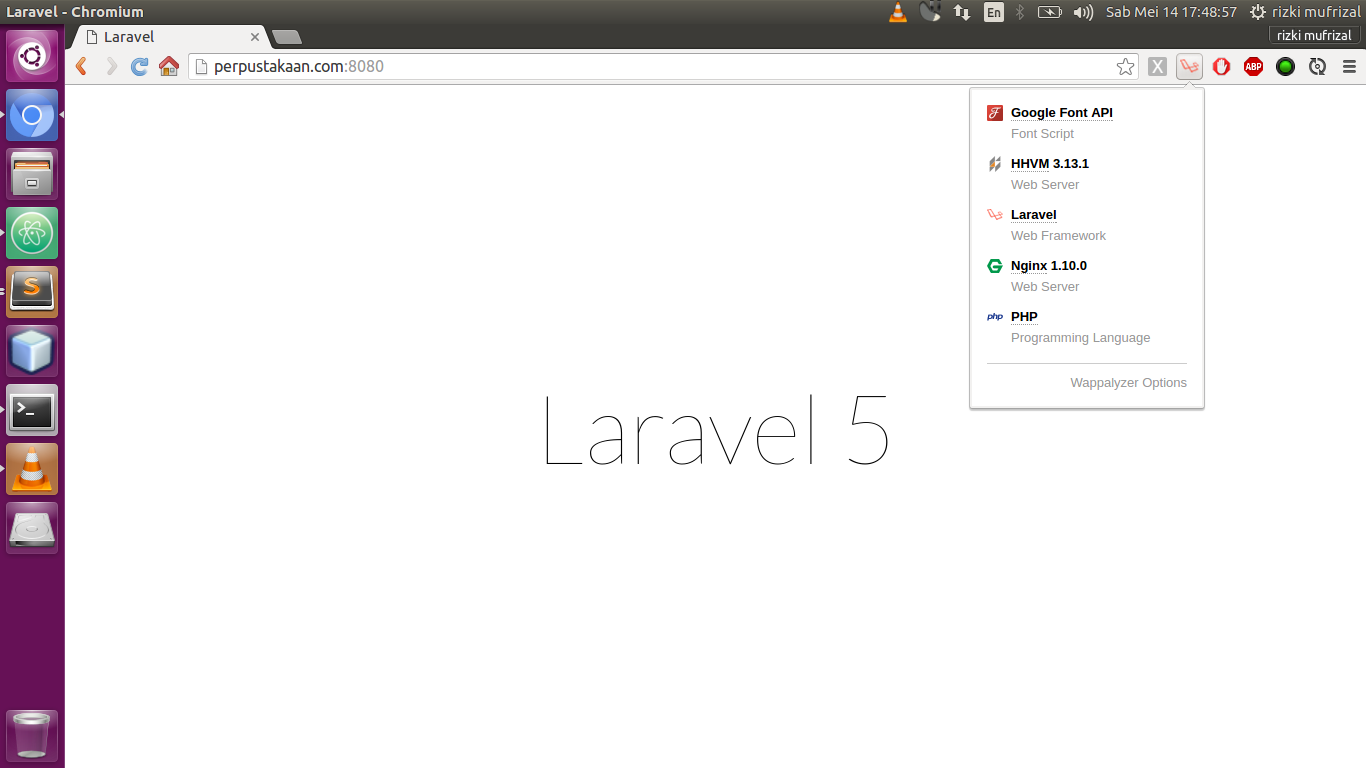 Laravel - Chromium
En
Sab Mei 14 17:48:57
rizki mufrizal
Laravel
rizki mufrizal
perpustakaan.com:8080
X
ABP
Google Font API
Font Script
HHVM 3.13.1
Web Server
Laravel
Web Framework
Nginx 1.10.0
Web Server
php
PHP
Programming Language
Wappalyzer Options
S
>_
Laravel 5